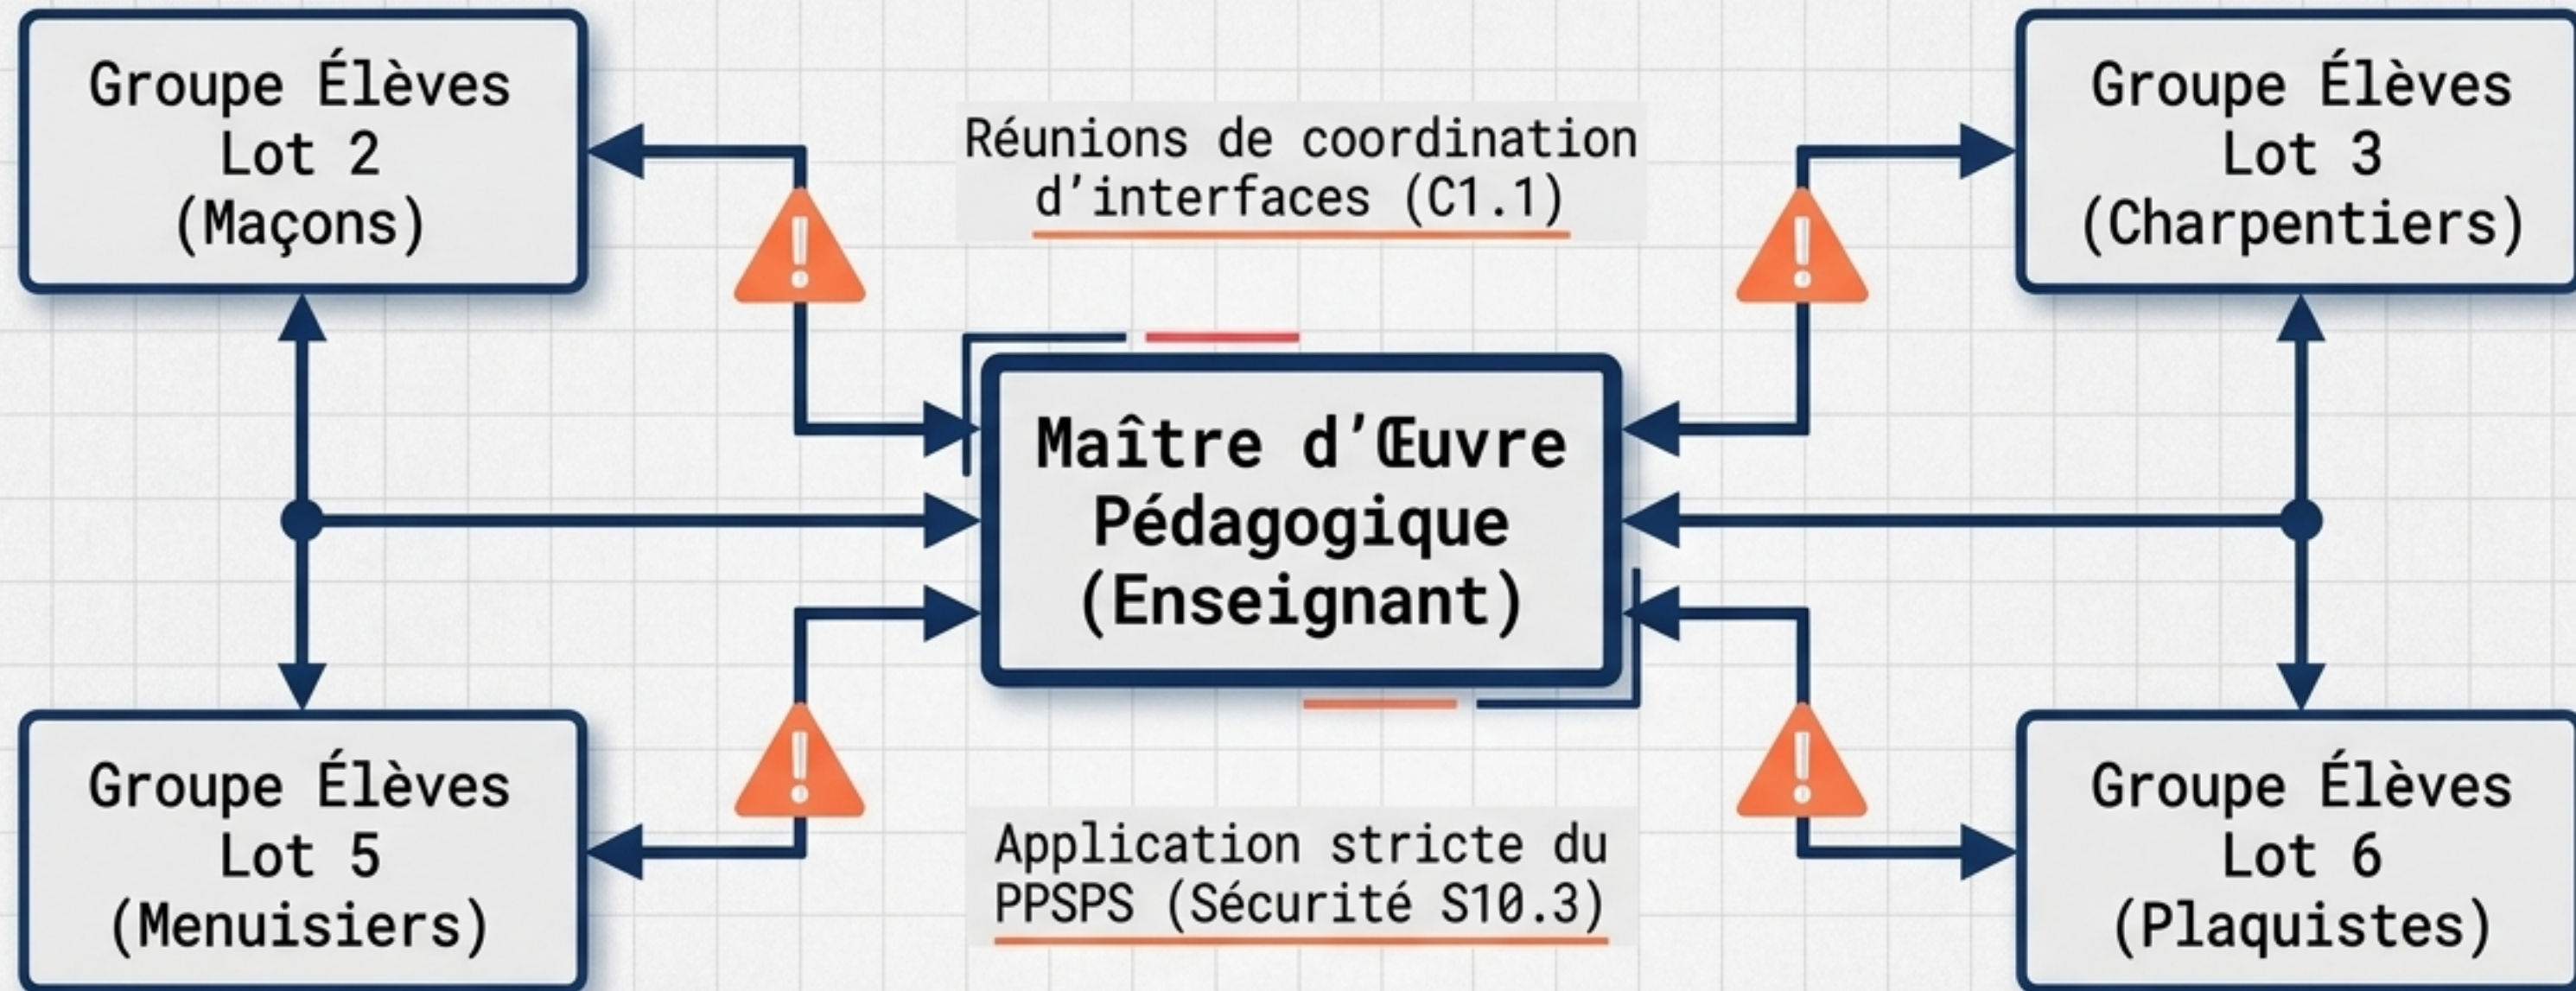 Groupe Élèves
Lot 2
(Maçons)
Réunions de coordination
d’interfaces (C1.1)
Groupe Élèves
Lot 3
(Charpentiers)
Maître d’Œuvre
Pédagogique
(Enseignant)
Groupe Élèves
Lot 5
(Menuisiers)
Application stricte du
PPSPS (Sécurité S10.3)
Groupe Élèves
Lot 6
(Plaquistes)